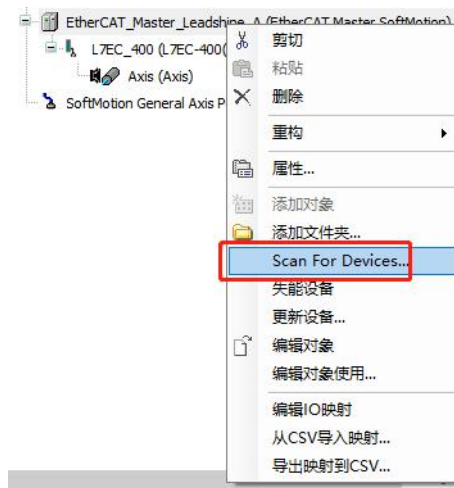 EtherCAT_Master_Leadshine_A (EtherCAT Master SoftMotion)
L7EC_400 (L7EC-400(
Axis (Axis)
SoftMotion General Axis P
剪切
粘贴
删除
重构
属性...
添加对象
添加文件夹...
Scan For Devices...
失能设备
更新设备...
编辑对象
编辑对象使用...
编辑IO映射
从CSV导入映射...
导出映射到CSV...